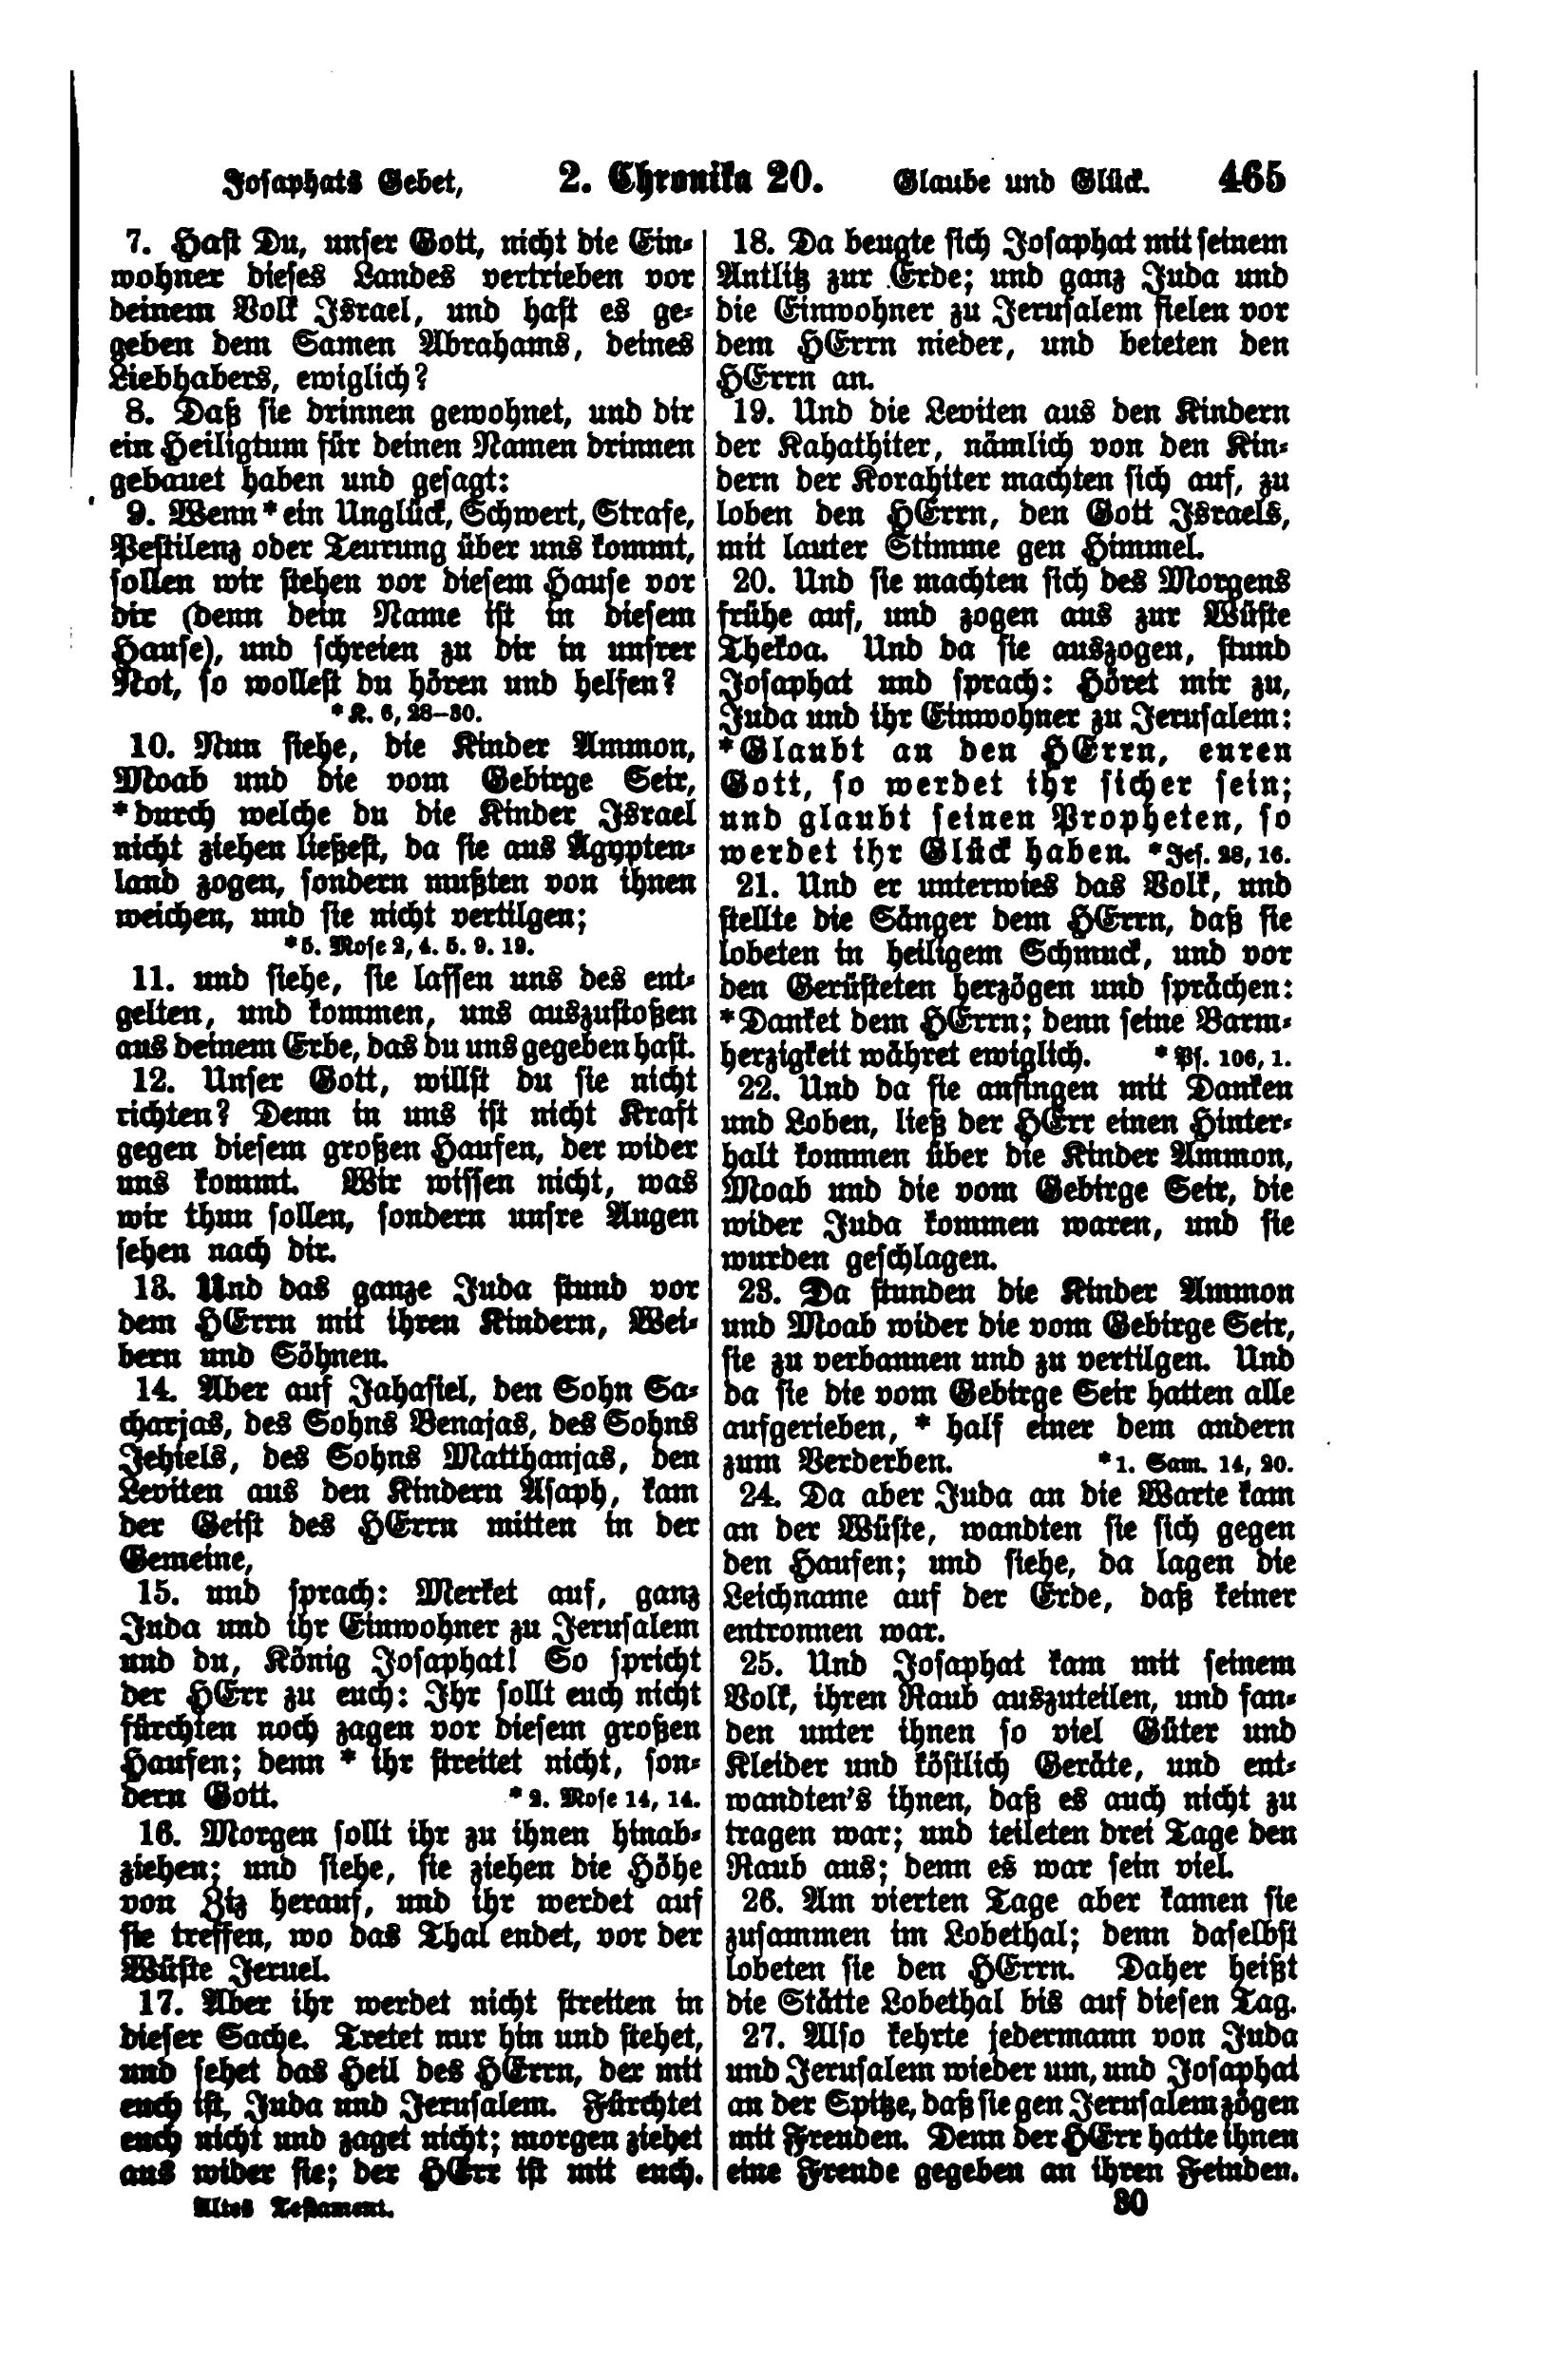 Josaphats Gebet, 2. Chronika 20. Glaube und Glück. 465
7. Hast Du, unser Gott, nicht die Ein-
wohner dieses Landes vertrieben vor
deinem Volk Israel, und hast es ge-
geben dem Samen Abrahams, deines
Liebhabers, ewiglich?
8. Daß sie drinnen gewohnet, und dir
ein Heiligtum für deinen Namen drinnen
gebauet haben und gesagt:
9. Wenn * ein Unglück, Schwert, Strafe,
Pestilenz oder Teurung über uns kommt,
sollen wir stehen vor diesem Hause vor
dir (denn dein Name ist in diesem
Hause), und schreien zu dir in unsrer
Not, so wollest du hören und helfen?
* K. 6, 28-30.
10. Nun siehe, die Kinder Ammon,
Moab und die vom Gebirge Seir,
* durch welche du die Kinder Israel
nicht ziehen ließest, da sie aus Ägypten-
land zogen, sondern mußten von ihnen
weichen, und sie nicht vertilgen;
* 5. Mose 2, 4. 5. 9. 19.
11. und siehe, sie lassen uns des ent-
gelten, und kommen, uns auszustoßen
aus deinem Erbe, das du uns gegeben hast.
12. Unser Gott, willst du sie nicht
richten? Denn in uns ist nicht Kraft
gegen diesem großen Haufen, der wider
uns kommt. Wir wissen nicht, was
wir thun sollen, sondern unsre Augen
sehen nach dir.
13. Und das ganze Juda stund vor
dem HErrn mit ihren Kindern, Wei-
bern und Söhnen.
14. Aber auf Jahasiel, den Sohn Sa-
charjas, des Sohns Benajas, des Sohns
Jehiels, des Sohns Matthanjas, den
Leviten aus den Kindern Asaph, kam
der Geist des HErrn mitten in der
Gemeine,
15. und sprach: Merket auf, ganz
Juda und ihr Einwohner zu Jerusalem
und du, König Josaphat! So spricht
der HErr zu euch: Ihr sollt euch nicht
fürchten noch zagen vor diesem großen
Haufen; denn * ihr streitet nicht, son-
dern Gott. * 2. Mose 14, 14.
16. Morgen sollt ihr zu ihnen hinab-
ziehen; und siehe, sie ziehen die Höhe
von Ziz herauf, und ihr werdet auf
sie treffen, wo das Thal endet, vor der
Wüste Jeruel.
17. Aber ihr werdet nicht streiten in
dieser Sache. Tretet nur hin und stehet,
und sehet das Heil des HErrn, der mit
euch ist, Juda und Jerusalem. Fürchtet
euch nicht und zaget nicht; morgen ziehet
aus wider sie; der HErr ist mit euch.
Altes Testament.
18. Da beugte sich Josaphat mit seinem
Antlitz zur Erde; und ganz Juda und
die Einwohner zu Jerusalem fielen vor
dem HErrn nieder, und beteten den
HErrn an.
19. Und die Leviten aus den Kindern
der Kahathiter, nämlich von den Kin-
dern der Korahiter machten sich auf, zu
loben den HErrn, den Gott Israels,
mit lauter Stimme gen Himmel.
20. Und sie machten sich des Morgens
frühe auf, und zogen aus zur Wüste
Thekoa. Und da sie auszogen, stund
Josaphat und sprach: Höret mir zu,
Juda und ihr Einwohner zu Jerusalem:
* Glaubt an den HErrn, euren
Gott, so werdet ihr sicher sein;
und glaubt seinen Propheten, so
werdet ihr Glück haben. * Jes. 28, 16.
21. Und er unterwies das Volk, und
stellte die Sänger dem HErrn, daß sie
lobeten in heiligem Schmuck, und vor
den Gerüsteten herzögen und sprächen:
* Danket dem HErrn; denn seine Barm-
herzigkeit währet ewiglich. * Ps. 106, 1.
22. Und da sie anfingen mit Danken
und Loben, ließ der HErr einen Hinter-
halt kommen über die Kinder Ammon,
Moab und die vom Gebirge Seir, die
wider Juda kommen waren, und sie
wurden geschlagen.
23. Da stunden die Kinder Ammon
und Moab wider die vom Gebirge Seir,
sie zu verbannen und zu vertilgen. Und
da sie die vom Gebirge Seir hatten alle
aufgerieben, * half einer dem andern
zum Verderben. * 1. Sam. 14, 20.
24. Da aber Juda an die Warte kam
an der Wüste, wandten sie sich gegen
den Haufen; und siehe, da lagen die
Leichname auf der Erde, daß keiner
entronnen war.
25. Und Josaphat kam mit seinem
Volk, ihren Raub auszuteilen, und fan-
den unter ihnen so viel Güter und
Kleider und köstlich Geräte, und ent-
wandten's ihnen, daß es auch nicht zu
tragen war; und teileten drei Tage den
Raub aus; denn es war sein viel.
26. Am vierten Tage aber kamen sie
zusammen im Lobethal; denn daselbst
lobeten sie den HErrn. Daher heißt
die Stätte Lobethal bis auf diesen Tag.
27. Also kehrte jedermann von Juda
und Jerusalem wieder um, und Josaphat
an der Spitze, daß sie gen Jerusalem zögen
mit Freuden. Denn der HErr hatte ihnen
eine Freude gegeben an ihren Feinden.
30